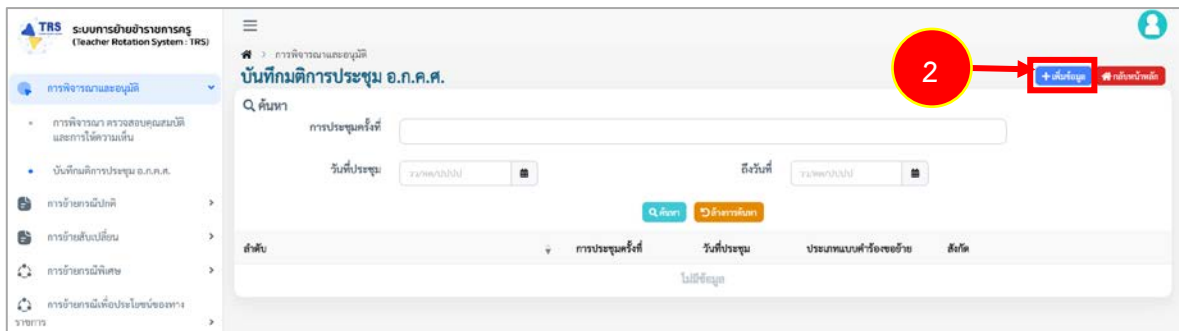 TRS ระบบการย้ายข้าราชการครู
(Teacher Rotation System : TRS)
การพิจารณาและอนุมัติ
การพิจารณา ตรวจสอบคุณสมบัติ
และการให้ความเห็น
บันทึกมติการประชุม อ.ก.ค.ศ.
การย้ายกรณีปกติ
การย้ายสับเปลี่ยน
การย้ายกรณีพิเศษ
การย้ายกรณีเพื่อประโยชน์ของทาง
ราชการ
การพิจารณาและอนุมัติ
บันทึกมติการประชุม อ.ก.ค.ศ.
2
เพิ่มข้อมูล
กลับหน้าหลัก
ค้นหา
การประชุมครั้งที่
วันที่ประชุม
วว/ดด/ปปปป
ถึงวันที่
วว/ดด/ปปปป
ค้นหา
ล้างการค้นหา
ลำดับ การประชุมครั้งที่ วันที่ประชุม ประเภทแบบคำร้องขอย้าย สังกัด
ไม่มีข้อมูล